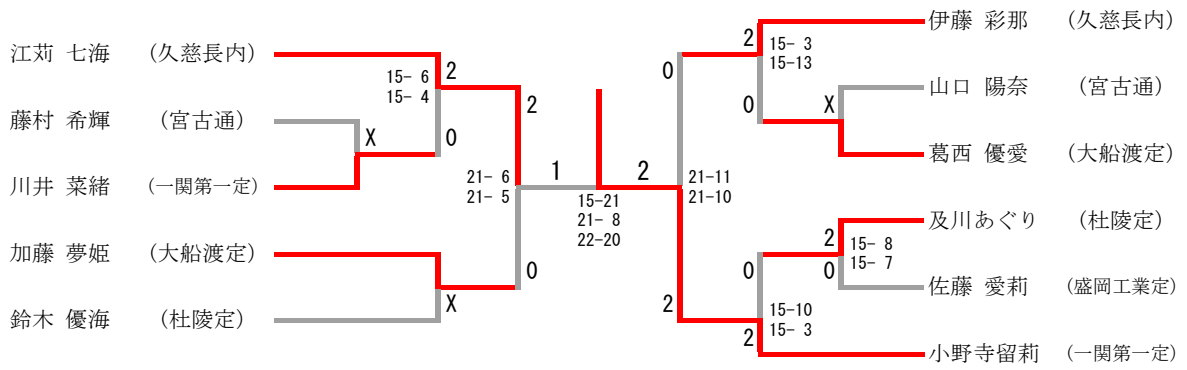 江苅 七海 (久慈長内)
藤村 希輝 (宮古通)
川井 菜緒 (一関第一定)
加藤 夢姫 (大船渡定)
鈴木 優海 (杜陵定)
15- 6
15- 4
2
X
0
2
21- 6
21- 5
0
X
1
15-21
21- 8
22-20
2
0
21-11
21-10
2
2
15- 3
15-13
0
X
2
15- 8
15- 7
0
0
15-10
15- 3
2
伊藤 彩那 (久慈長内)
山口 陽奈 (宮古通)
葛西 優愛 (大船渡定)
及川あぐり (杜陵定)
佐藤 愛莉 (盛岡工業定)
小野寺留莉 (一関第一定)